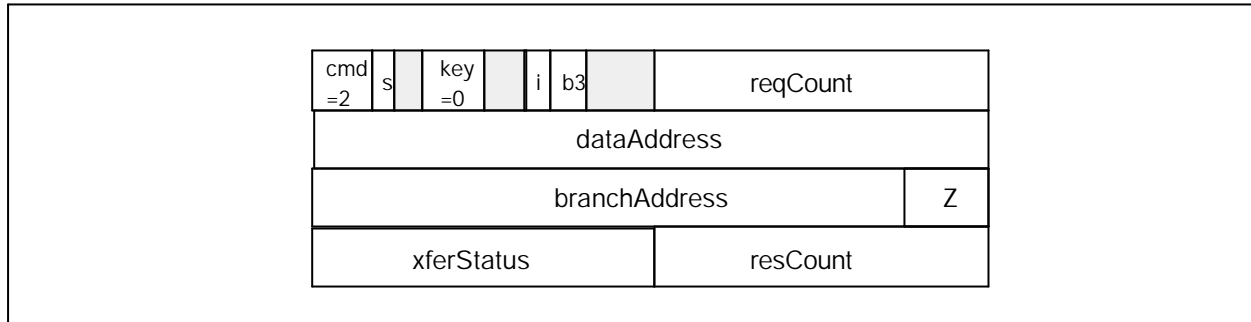 cmd s key i b3 reqCount
=2 =0
dataAddress
branchAddress Z
xferStatus resCount